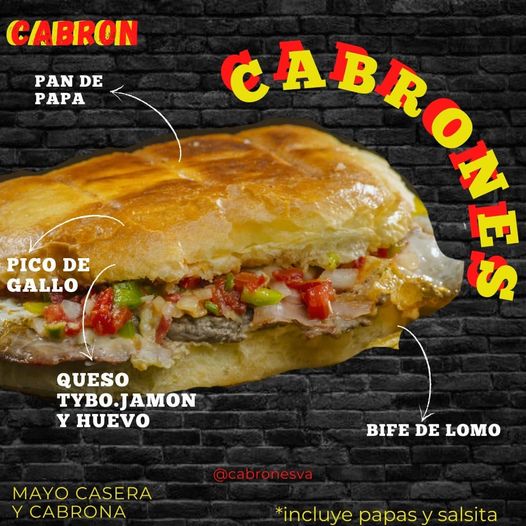 CABRON
CABRONES
PAN DE
PAPA
PICO DE
GALLO
QUESO
TYBO.JAMON
Y HUEVO
BIFE DE LOMO
@cabronesva
MAYO CASERA
Y CABRONA
*incluye papas y salsita